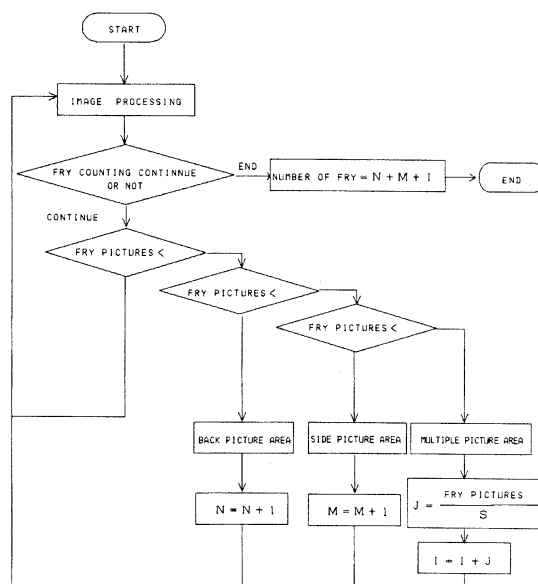 START
IMAGE PROCESSING
FRY COUNTING CONTINNUE
OR NOT
END
NUMBER OF FRY = N + M + I
END
CONTINUE
FRY PICTURES <
FRY PICTURES <
FRY PICTURES <
BACK PICTURE AREA
SIDE PICTURE AREA
MULTIPLE PICTURE AREA
N = N + 1
M = M + 1
J = FRY PICTURES / S
I = I + J